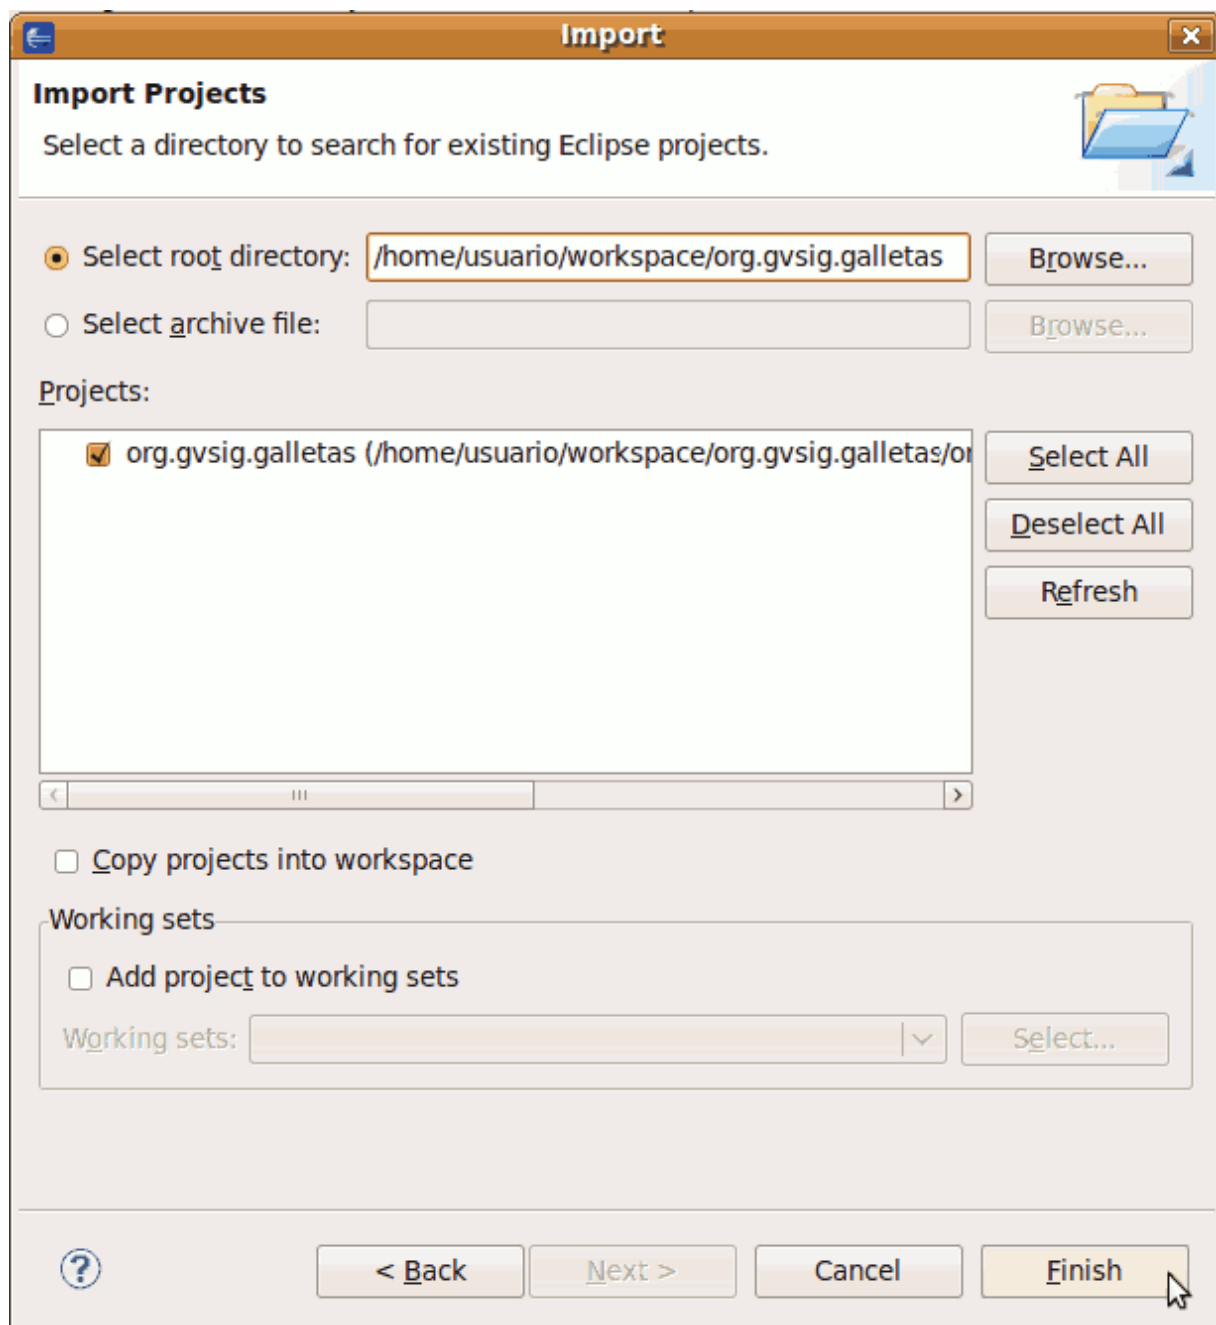 Import
Import Projects
Select a directory to search for existing Eclipse projects.
Select root directory: /home/usuario/workspace/org.gvsig.galletas Browse...
Select archive file: Browse...
Projects:
org.gvsig.galletas (/home/usuario/workspace/org.gvsig.galletas/or Select All
Deselect All
Refresh
Copy projects into workspace
Working sets
Add project to working sets
Working sets: Select...
? < Back Next > Cancel Finish